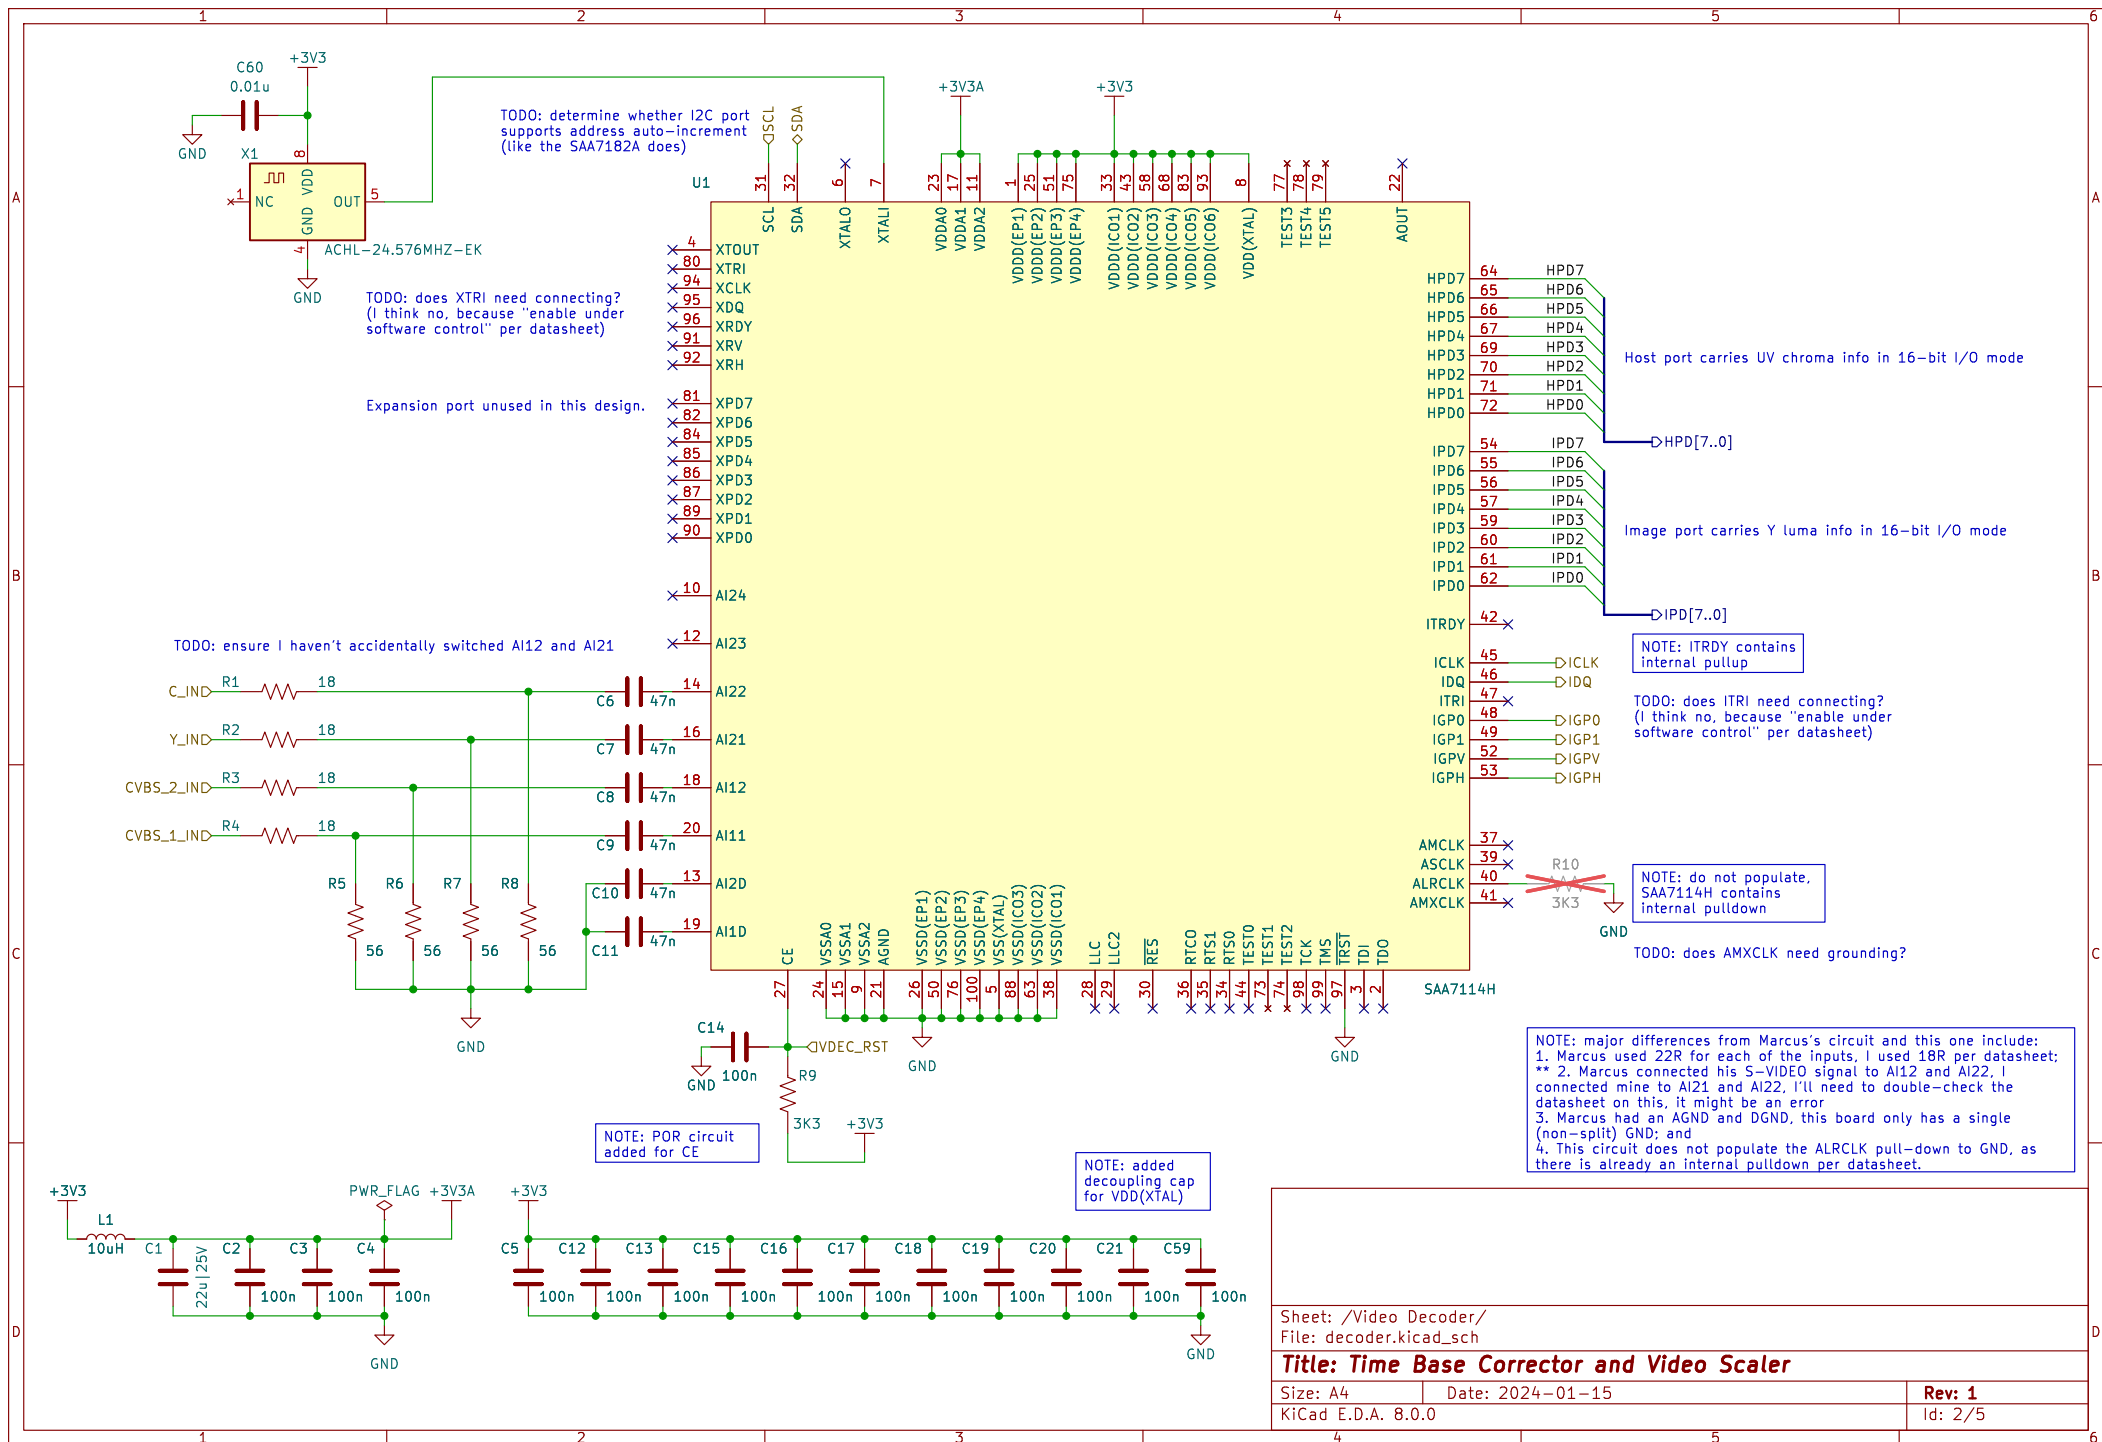 1 2 3 4 5 6
A
B
C
D
C60
0.01u
+3V3
GND
X1
8
VDD
1
NC
OUT
5
GND
4
ACHL-24.576MHZ-EK
GND
TODO: determine whether I2C port
supports address auto-increment
(like the SAA7182A does)
SCL
SDA
+3V3A
+3V3
U1
31 SCL
32 SDA
6 XTALO
7 XTALI
23 VDDA0
17 VDDA1
11 VDDA2
1 VDDD(EP1)
25 VDDD(EP2)
51 VDDD(EP3)
75 VDDD(EP4)
33 VDDD(ICO1)
43 VDDD(ICO2)
58 VDDD(ICO3)
68 VDDD(ICO4)
83 VDDD(ICO5)
93 VDDD(ICO6)
8 VDD(XTAL)
77 TEST3
78 TEST4
79 TEST5
22 AOUT
4 XTOUT
80 XTRI
94 XCLK
95 XDQ
96 XRDY
91 XRV
92 XRH
TODO: does XTRI need connecting?
(I think no, because "enable under
software control" per datasheet)
81 XPD7
82 XPD6
84 XPD5
85 XPD4
86 XPD3
87 XPD2
89 XPD1
90 XPD0
Expansion port unused in this design.
10 AI24
12 AI23
TODO: ensure I haven't accidentally switched AI12 and AI21
C_IN R1 18 C6 47n 14 AI22
Y_IN R2 18 C7 47n 16 AI21
CVBS_2_IN R3 18 C8 47n 18 AI12
CVBS_1_IN R4 18 C9 47n 20 AI11
R5 R6 R7 R8 C10 47n 13 AI2D
56 56 56 56 C11 47n 19 AI1D
GND
HPD7 64 HPD7
HPD6 65 HPD6
HPD5 66 HPD5
HPD4 67 HPD4
HPD3 69 HPD3
HPD2 70 HPD2
HPD1 71 HPD1
HPD0 72 HPD0
Host port carries UV chroma info in 16-bit I/O mode
HPD[7..0]
IPD7 54 IPD7
IPD6 55 IPD6
IPD5 56 IPD5
IPD4 57 IPD4
IPD3 59 IPD3
IPD2 60 IPD2
IPD1 61 IPD1
IPD0 62 IPD0
Image port carries Y luma info in 16-bit I/O mode
IPD[7..0]
ITRDY 42
NOTE: ITRDY contains
internal pullup
ICLK 45 ICLK
IDQ 46 IDQ
ITRI 47
IGP0 48 IGP0
IGP1 49 IGP1
IGPV 52 IGPV
IGPH 53 IGPH
TODO: does ITRI need connecting?
(I think no, because "enable under
software control" per datasheet)
AMCLK 37
ASCLK 39
ALRCLK 40
AMXCLK 41
R10
3K3
GND
NOTE: do not populate,
SAA7114H contains
internal pulldown
TODO: does AMXCLK need grounding?
SAA7114H
CE 27
VSSA0 24
VSSA1 15
VSSA2 9
AGND 21
VSSD(EP1) 26
VSSD(EP2) 50
VSSD(EP3) 76
VSSD(EP4) 100
VSS(XTAL) 5
VSSD(ICO3) 88
VSSD(ICO2) 63
VSSD(ICO1) 38
LLC 28
LLC2 29
RES 30
RTCO 36
RTS1 35
RTS0 34
TEST0 44
TEST1 73
TEST2 74
TCK 98
TMS 99
TRST 97
TDI 3
TDO 2
C14
100n
GND
VDEC_RST
R9
3K3
+3V3
GND
GND
NOTE: POR circuit
added for CE
NOTE: added
decoupling cap
for VDD(XTAL)
NOTE: major differences from Marcus's circuit and this one include:
1. Marcus used 22R for each of the inputs, I used 18R per datasheet;
** 2. Marcus connected his S-VIDEO signal to AI12 and AI22, I
connected mine to AI21 and AI22, I'll need to double-check the
datasheet on this, it might be an error
3. Marcus had an AGND and DGND, this board only has a single
(non-split) GND; and
4. This circuit does not populate the ALRCLK pull-down to GND, as
there is already an internal pulldown per datasheet.
+3V3
L1
10uH
PWR_FLAG
+3V3A
C1 C2 C3 C4
22u|25V 100n 100n 100n
GND
+3V3
C5 C12 C13 C15 C16 C17 C18 C19 C20 C21 C59
100n 100n 100n 100n 100n 100n 100n 100n 100n 100n 100n
GND
Sheet: /Video Decoder/
File: decoder.kicad_sch
Title: Time Base Corrector and Video Scaler
Size: A4
Date: 2024-01-15
Rev: 1
KiCad E.D.A. 8.0.0
Id: 2/5
A
B
C
D
1 2 3 4 5 6